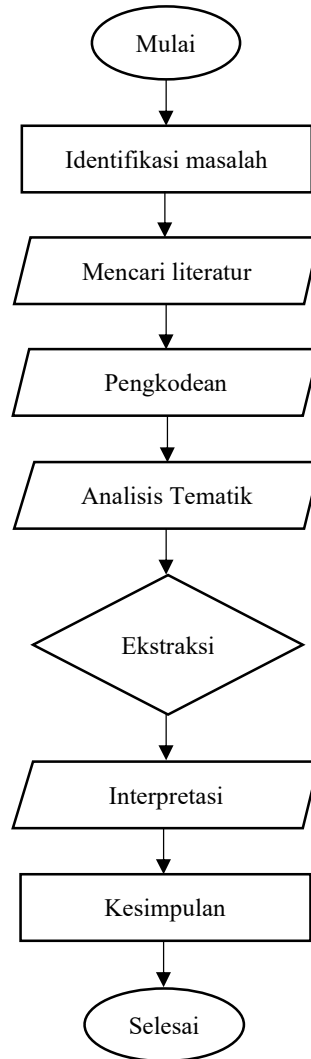 Mulai
Identifikasi masalah
Mencari literatur
Pengkodean
Analisis Tematik
Ekstraksi
Interpretasi
Kesimpulan
Selesai